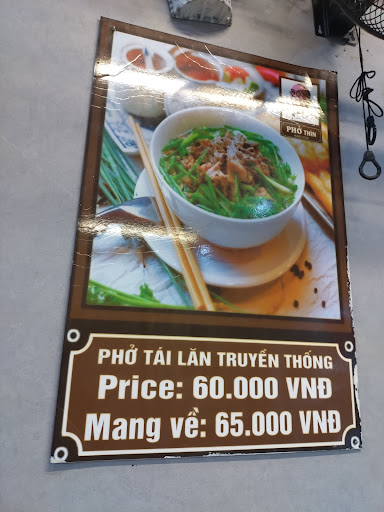 PHỞ THÌN
PHỞ TÁI LĂN TRUYỀN THỐNG
Price: 60.000 VNĐ
Mang về: 65.000 VNĐ